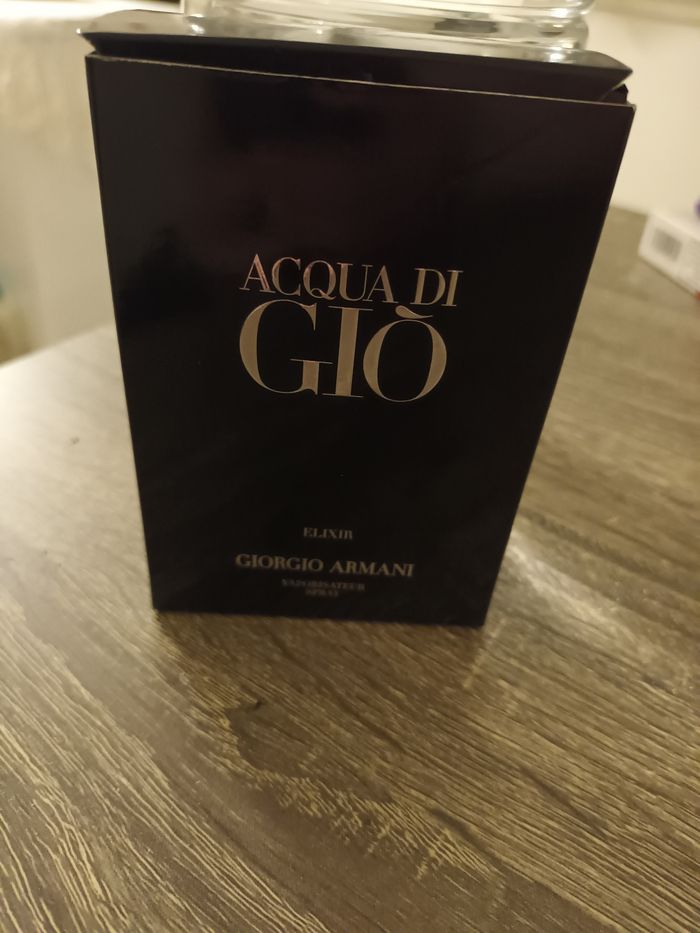 ACQUA DI
GIÒ
ELIXIR
GIORGIO ARMANI
VAPORISATEUR
SPRAY